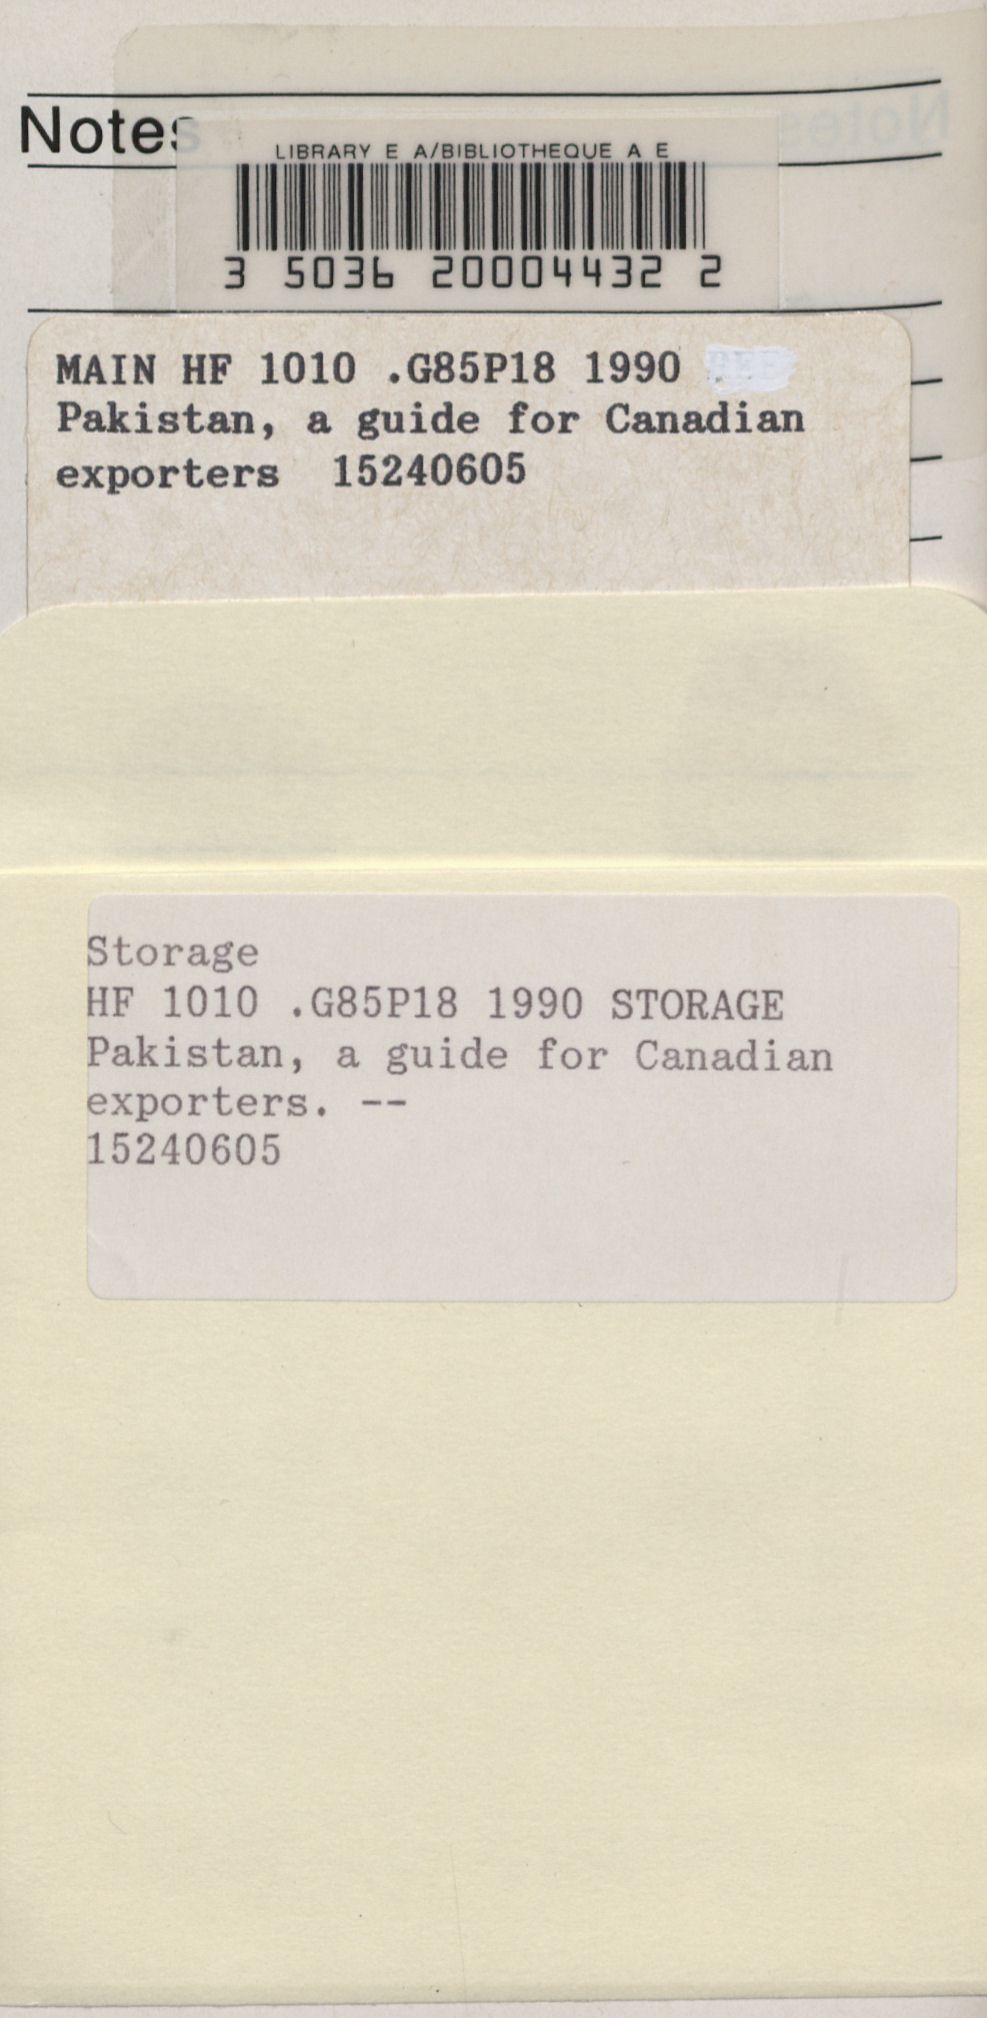 Notes
LIBRARY E A/BIBLIOTHEQUE A E
3 5036 20004432 2
MAIN HF 1010 .G85P18 1990
Pakistan, a guide for Canadian
exporters 15240605
Storage
HF 1010 .G85P18 1990 STORAGE
Pakistan, a guide for Canadian
exporters. --
15240605